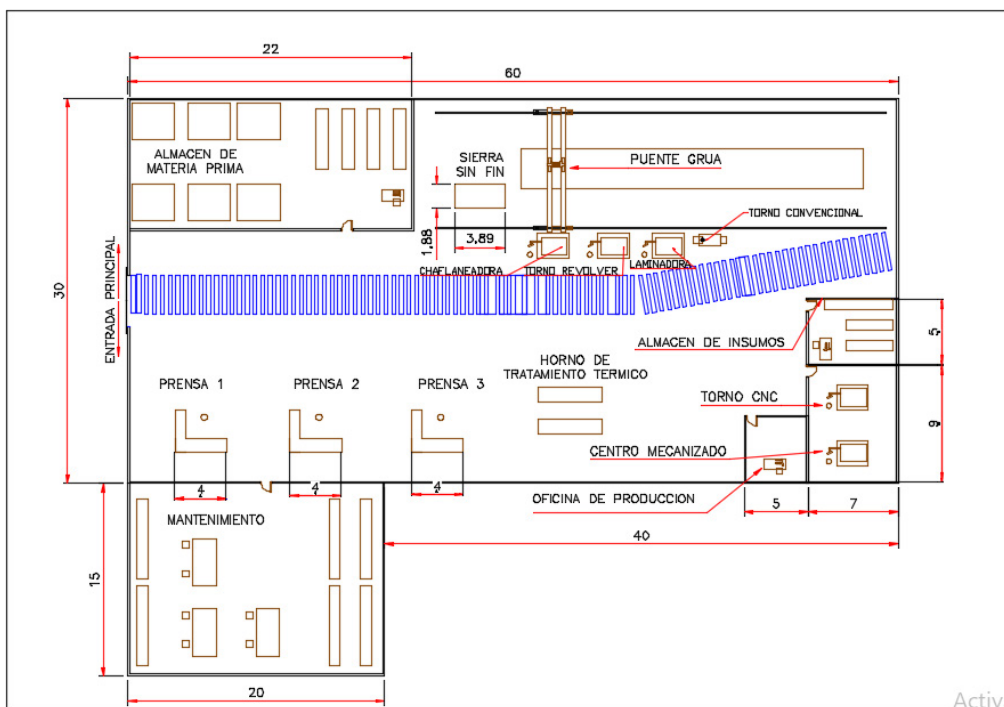 22
60
ALMACEN DE
MATERIA PRIMA
SIERRA
SIN FIN
PUENTE GRUA
TORNO CONVENCIONAL
1,88
3,89
CHAFLANEADORA
TORNO REVOLVER
LAMINADORA
30
ENTRADA PRINCIPAL
ALMACEN DE INSUMOS
5
HORNO DE
TRATAMIENTO TERMICO
PRENSA 1
PRENSA 2
PRENSA 3
TORNO CNC
9
CENTRO MECANIZADO
OFICINA DE PRODUCCION
4
4
4
5
7
MANTENIMIENTO
40
15
20
Activ